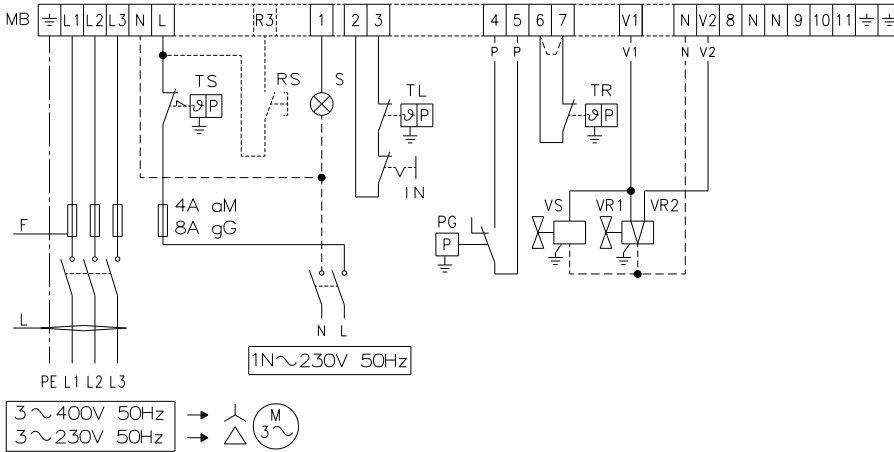 MB ⏚ L1 L2 L3 N L R3 1 2 3 4 5 6 7 V1 N V2 8 N N 9 10 11 ⏚ ⏚
P P V1 N V2
TS RS S TL TR
ϑ P ϑ P ϑ P
IN
4A aM
8A gG
F
PG VS VR1 VR2
P
L
N L
1N～230V 50Hz
PE L1 L2 L3
3～400V 50Hz
3～230V 50Hz
M
3～